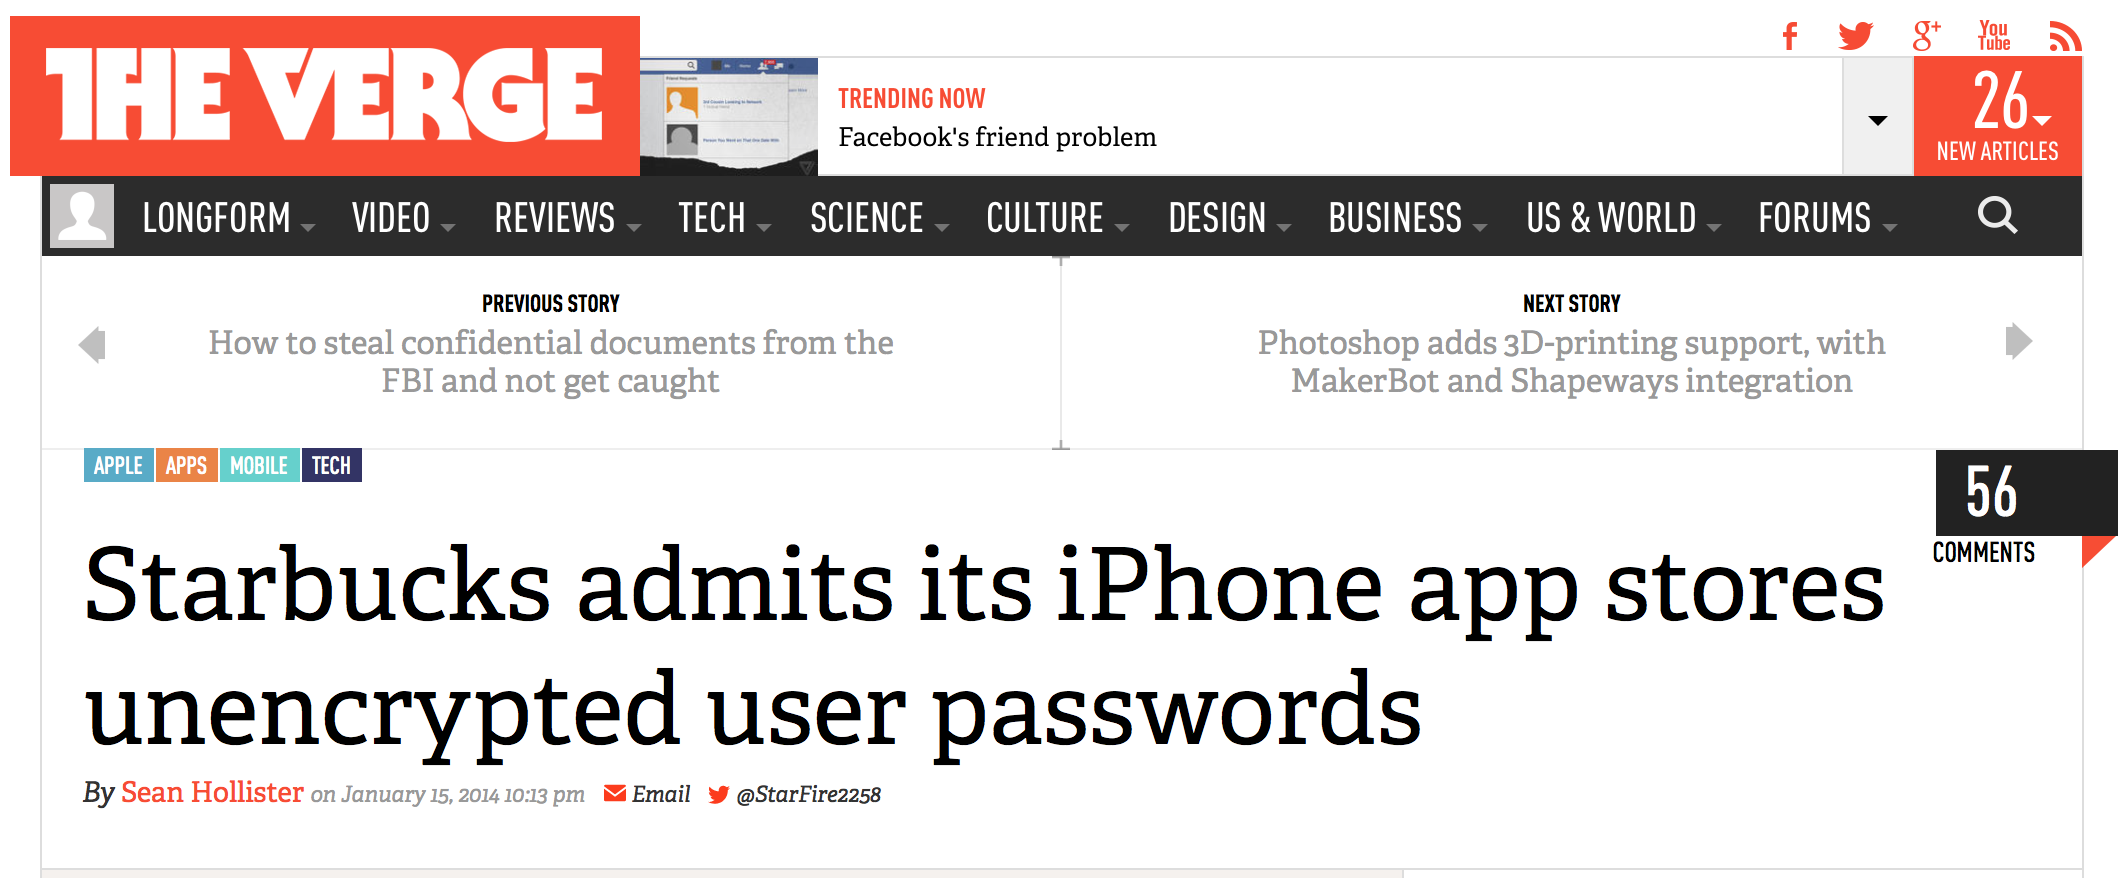 THE VERGE
f g+ You Tube
TRENDING NOW
Facebook's friend problem
26
NEW ARTICLES
Friend Requests
LONGFORM VIDEO REVIEWS TECH SCIENCE CULTURE DESIGN BUSINESS US & WORLD FORUMS
PREVIOUS STORY
How to steal confidential documents from the
FBI and not get caught
NEXT STORY
Photoshop adds 3D-printing support, with
MakerBot and Shapeways integration
APPLE APPS MOBILE TECH
56
COMMENTS
Starbucks admits its iPhone app stores
unencrypted user passwords
By Sean Hollister on January 15, 2014 10:13 pm Email @StarFire2258